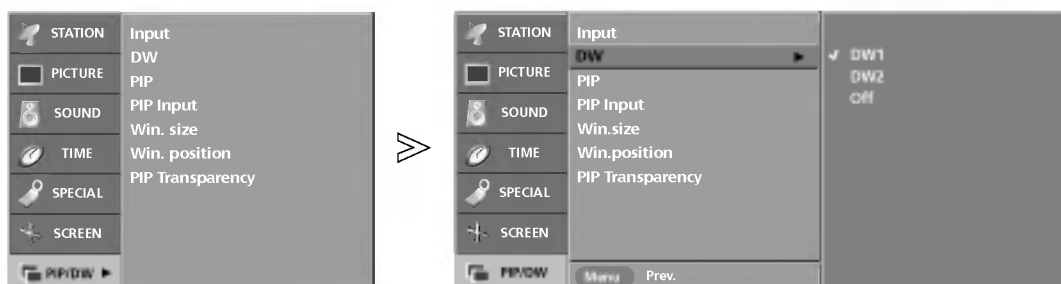 STATION
PICTURE
SOUND
TIME
SPECIAL
SCREEN
PIP/DW
Input
DW
PIP
PIP Input
Win. size
Win. position
PIP Transparency
STATION
PICTURE
SOUND
TIME
SPECIAL
SCREEN
PIP/DW
Input
DW
PIP
PIP Input
Win.size
Win.position
PIP Transparency
Menu Prev.
DW1
DW2
Off